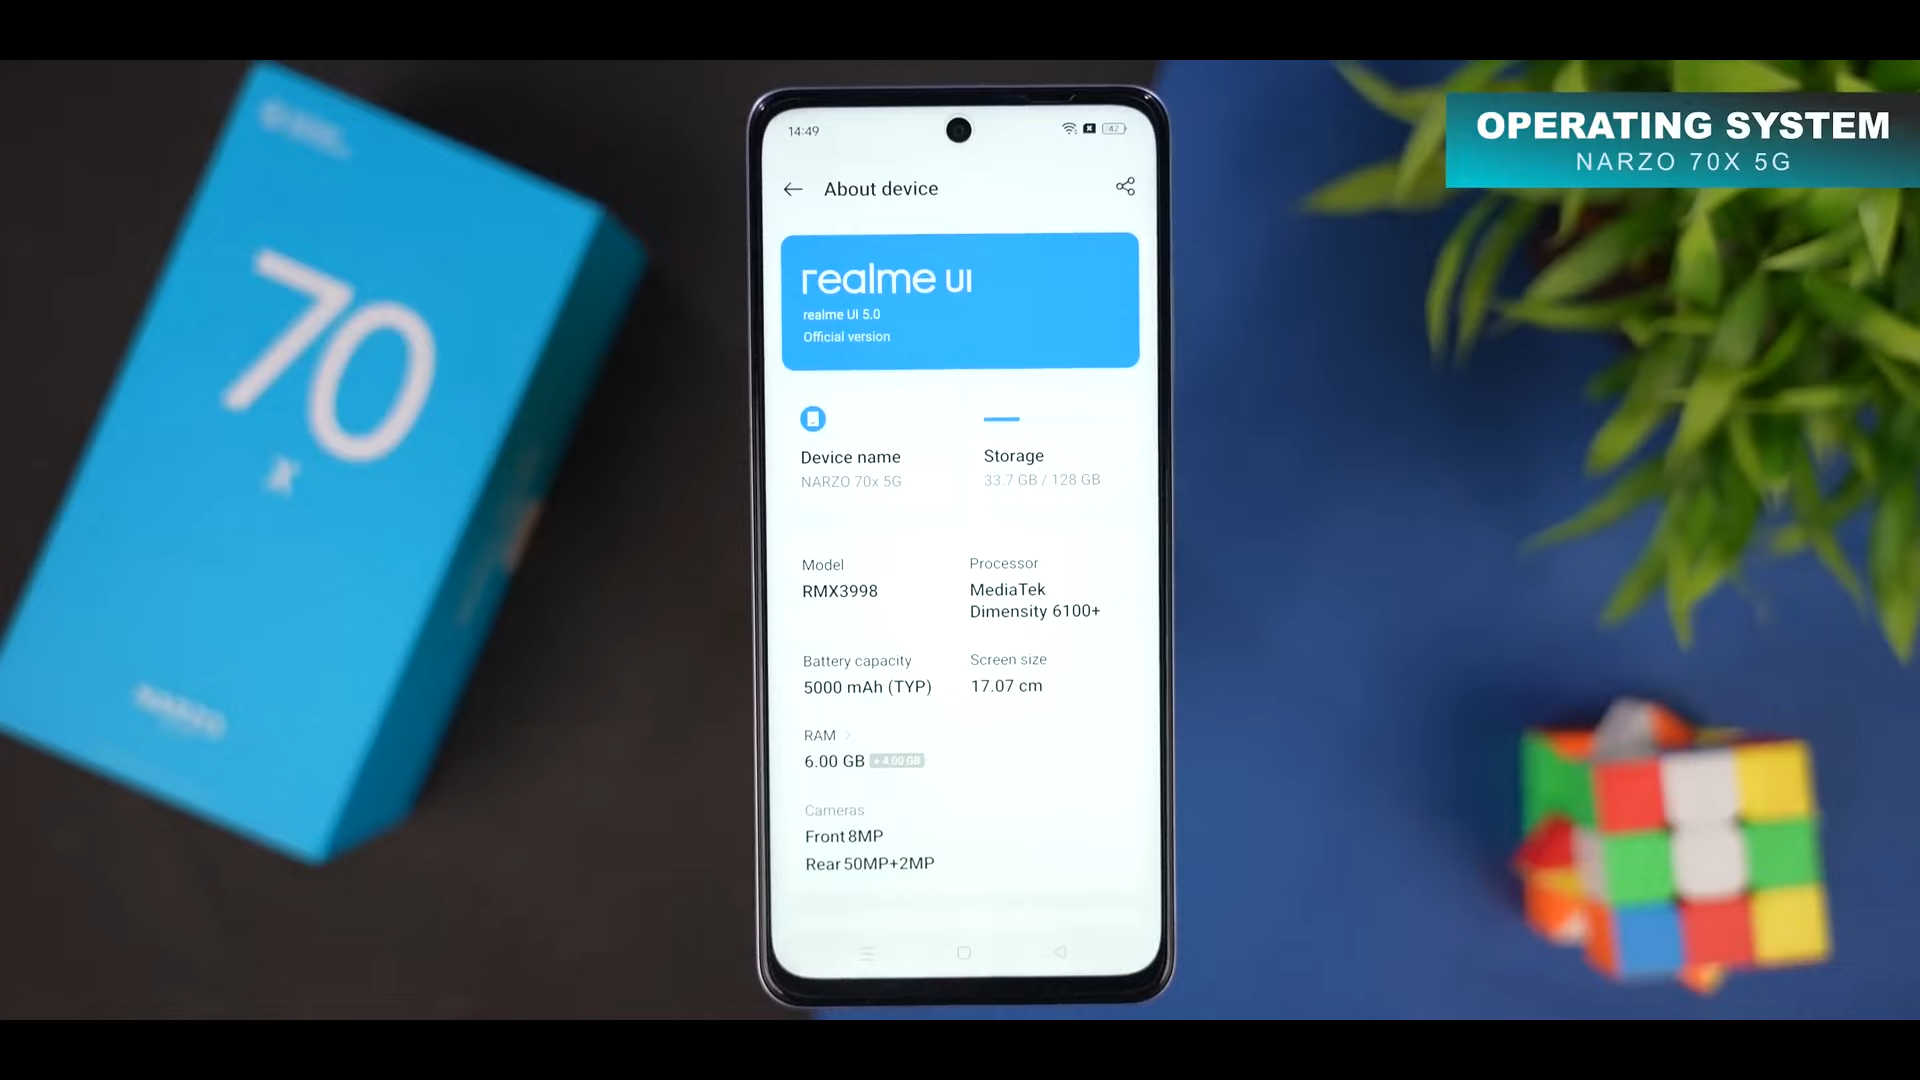 OPERATING SYSTEM
NARZO 70X 5G
70
x
NARZO
14:49
42
About device
realme UI
realme UI 5.0
Official version
Device name
NARZO 70x 5G
Storage
33.7 GB / 128 GB
Model
RMX3998
Processor
MediaTek
Dimensity 6100+
Battery capacity
5000 mAh (TYP)
Screen size
17.07 cm
RAM >
6.00 GB + 4.00 GB
Cameras
Front 8MP
Rear 50MP+2MP